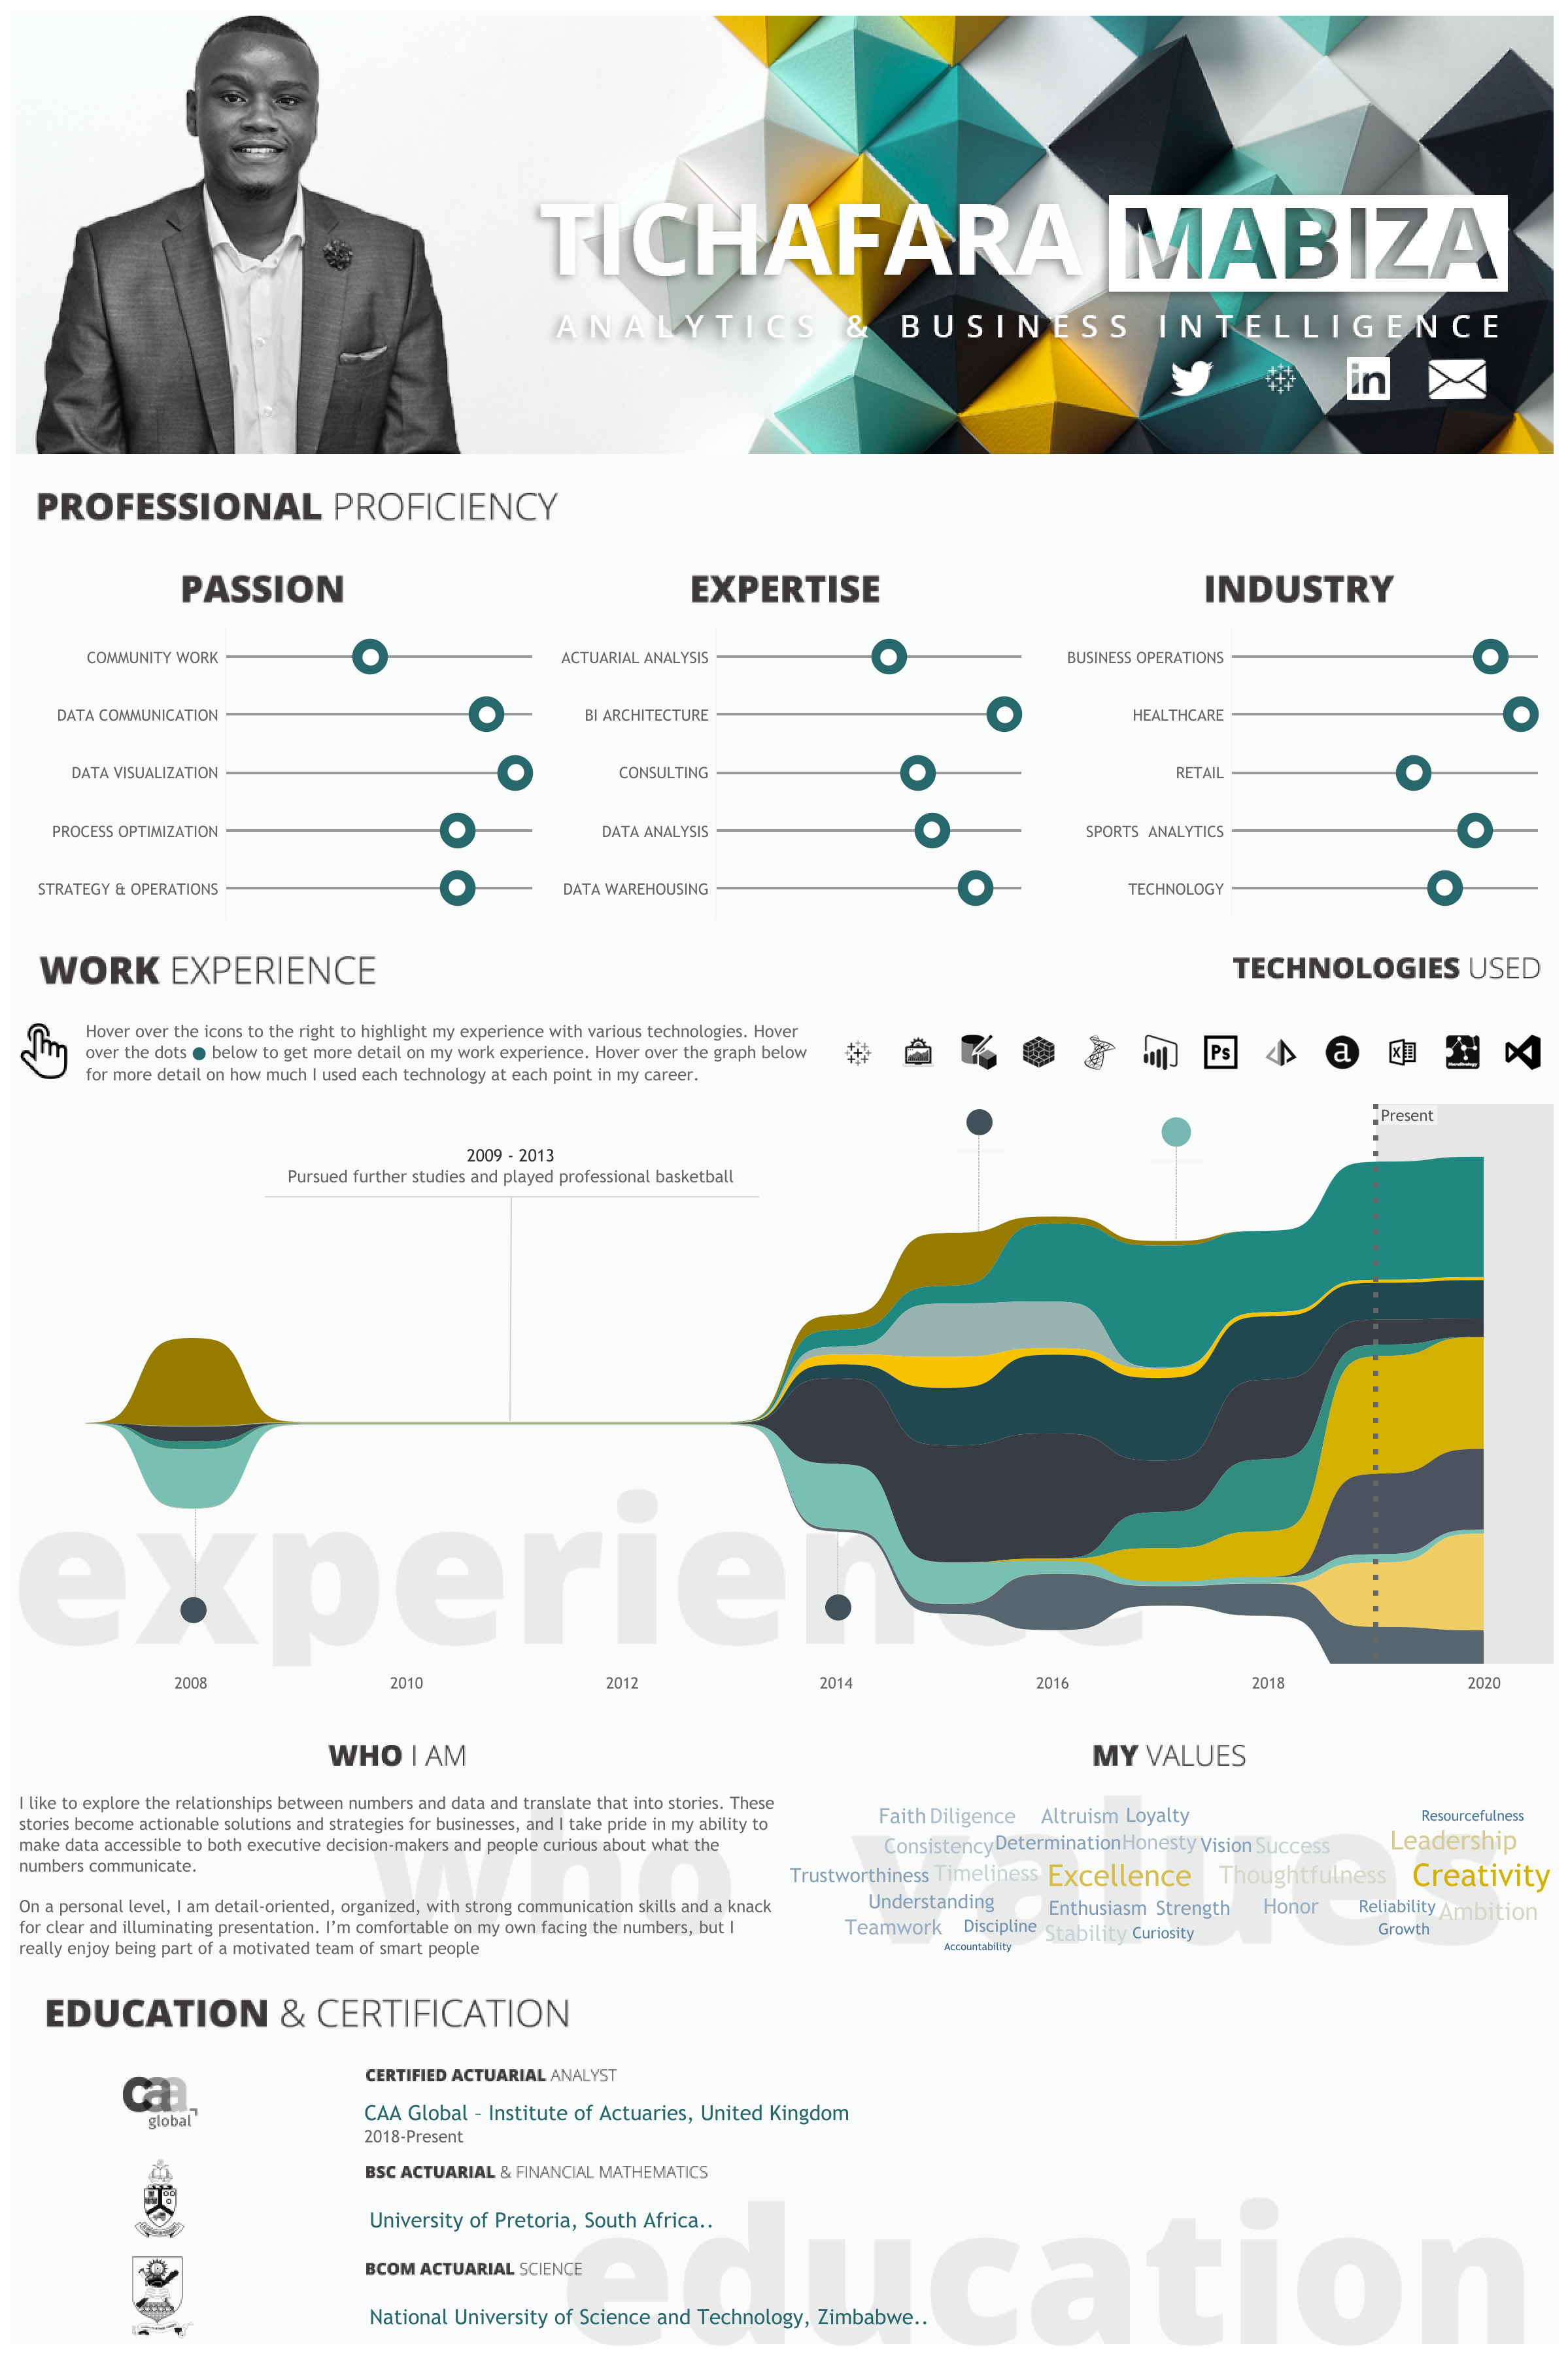 TICHAFARA MABIZA
ANALYTICS & BUSINESS INTELLIGENCE
in
PROFESSIONAL PROFICIENCY
PASSION
COMMUNITY WORK
DATA COMMUNICATION
DATA VISUALIZATION
PROCESS OPTIMIZATION
STRATEGY & OPERATIONS
EXPERTISE
ACTUARIAL ANALYSIS
BI ARCHITECTURE
CONSULTING
DATA ANALYSIS
DATA WAREHOUSING
INDUSTRY
BUSINESS OPERATIONS
HEALTHCARE
RETAIL
SPORTS ANALYTICS
TECHNOLOGY
WORK EXPERIENCE
TECHNOLOGIES USED
Hover over the icons to the right to highlight my experience with various technologies. Hover
over the dots below to get more detail on my work experience. Hover over the graph below
for more detail on how much I used each technology at each point in my career.
Ps
a
X
Present
2009 - 2013
Pursued further studies and played professional basketball
experience
2008 2010 2012 2014 2016 2018 2020
WHO I AM
I like to explore the relationships between numbers and data and translate that into stories. These
stories become actionable solutions and strategies for businesses, and I take pride in my ability to
make data accessible to both executive decision-makers and people curious about what the
numbers communicate.
On a personal level, I am detail-oriented, organized, with strong communication skills and a knack
for clear and illuminating presentation. I'm comfortable on my own facing the numbers, but I
really enjoy being part of a motivated team of smart people
who
MY VALUES
values
Faith Diligence Altruism Loyalty Resourcefulness
Consistency Determination Honesty Vision Success Leadership
Trustworthiness Timeliness Excellence Thoughtfulness Creativity
Understanding Enthusiasm Strength Honor Reliability Ambition
Teamwork Discipline Stability Curiosity Growth
Accountability
EDUCATION & CERTIFICATION
caa
global
CERTIFIED ACTUARIAL ANALYST
CAA Global – Institute of Actuaries, United Kingdom
2018-Present
BSC ACTUARIAL & FINANCIAL MATHEMATICS
University of Pretoria, South Africa..
BCOM ACTUARIAL SCIENCE
National University of Science and Technology, Zimbabwe..
education